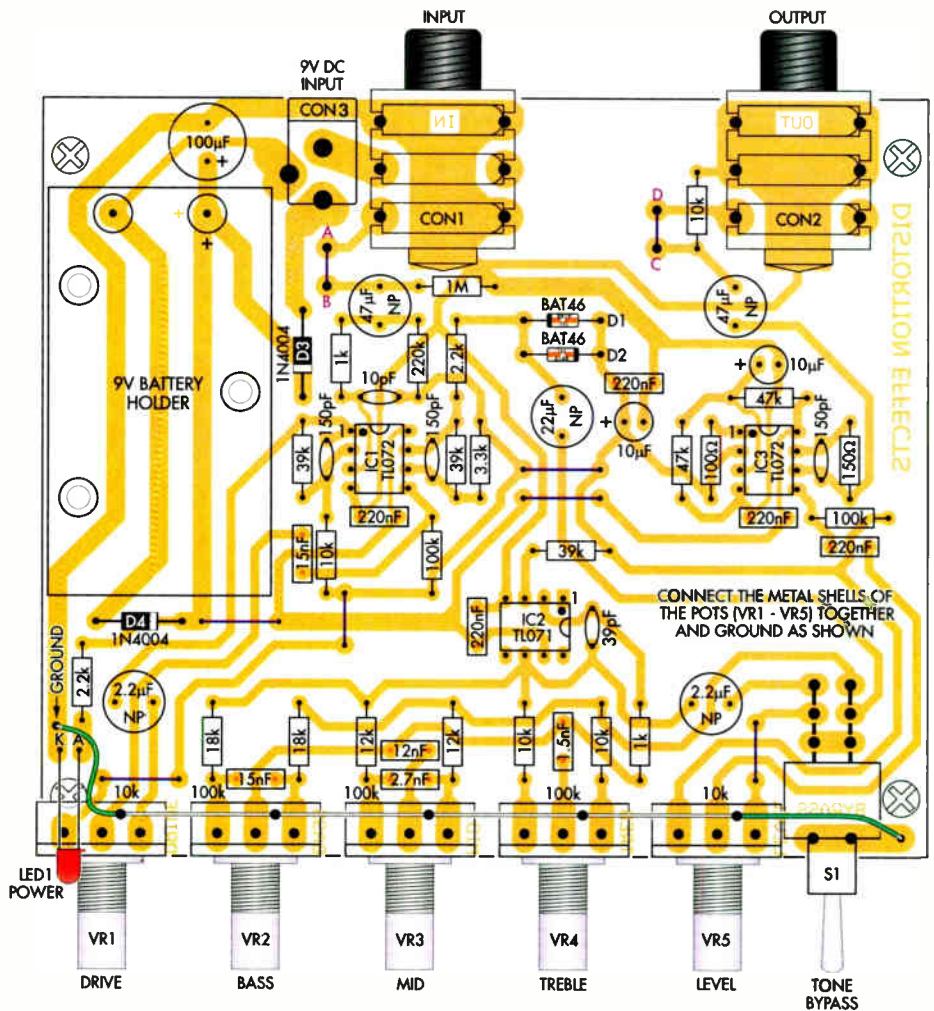 INPUT
OUTPUT
9V DC
INPUT
CON3
IN
OUT
100µF
+
CON1
CON2
10k
D
C
A
B
+
+
DISTORTION EFFECTS
47µF
NP
1M
BAT46
D1
BAT46
D2
47µF
NP
1N4004
D3
1k
220k
2.2k
10pF
220nF
+
10µF
47k
9V BATTERY
HOLDER
150pF
150pF
22µF
NP
+
10µF
50pF
39k
1
IC1
TL072
39k
3.3k
47k
100Ω
1
IC3
TL072
150Ω
220nF
220nF
100k
220nF
15nF
10k
100k
39k
CONNECT THE METAL SHELLS OF
THE POTS (VR1 - VR5) TOGETHER
AND GROUND AS SHOWN
D4
1N4004
220nF
IC2
TL071
1
39pF
GROUND
2.2k
2.2µF
NP
2.2µF
NP
K
A
18k
18k
12k
12k
10k
10k
1k
12nF
15nF
2.7nF
10k
100k
100k
100k
10k
BYPASS
LED1
POWER
S1
VR1
VR2
VR3
VR4
VR5
DRIVE
BASS
MID
TREBLE
LEVEL
TONE
BYPASS